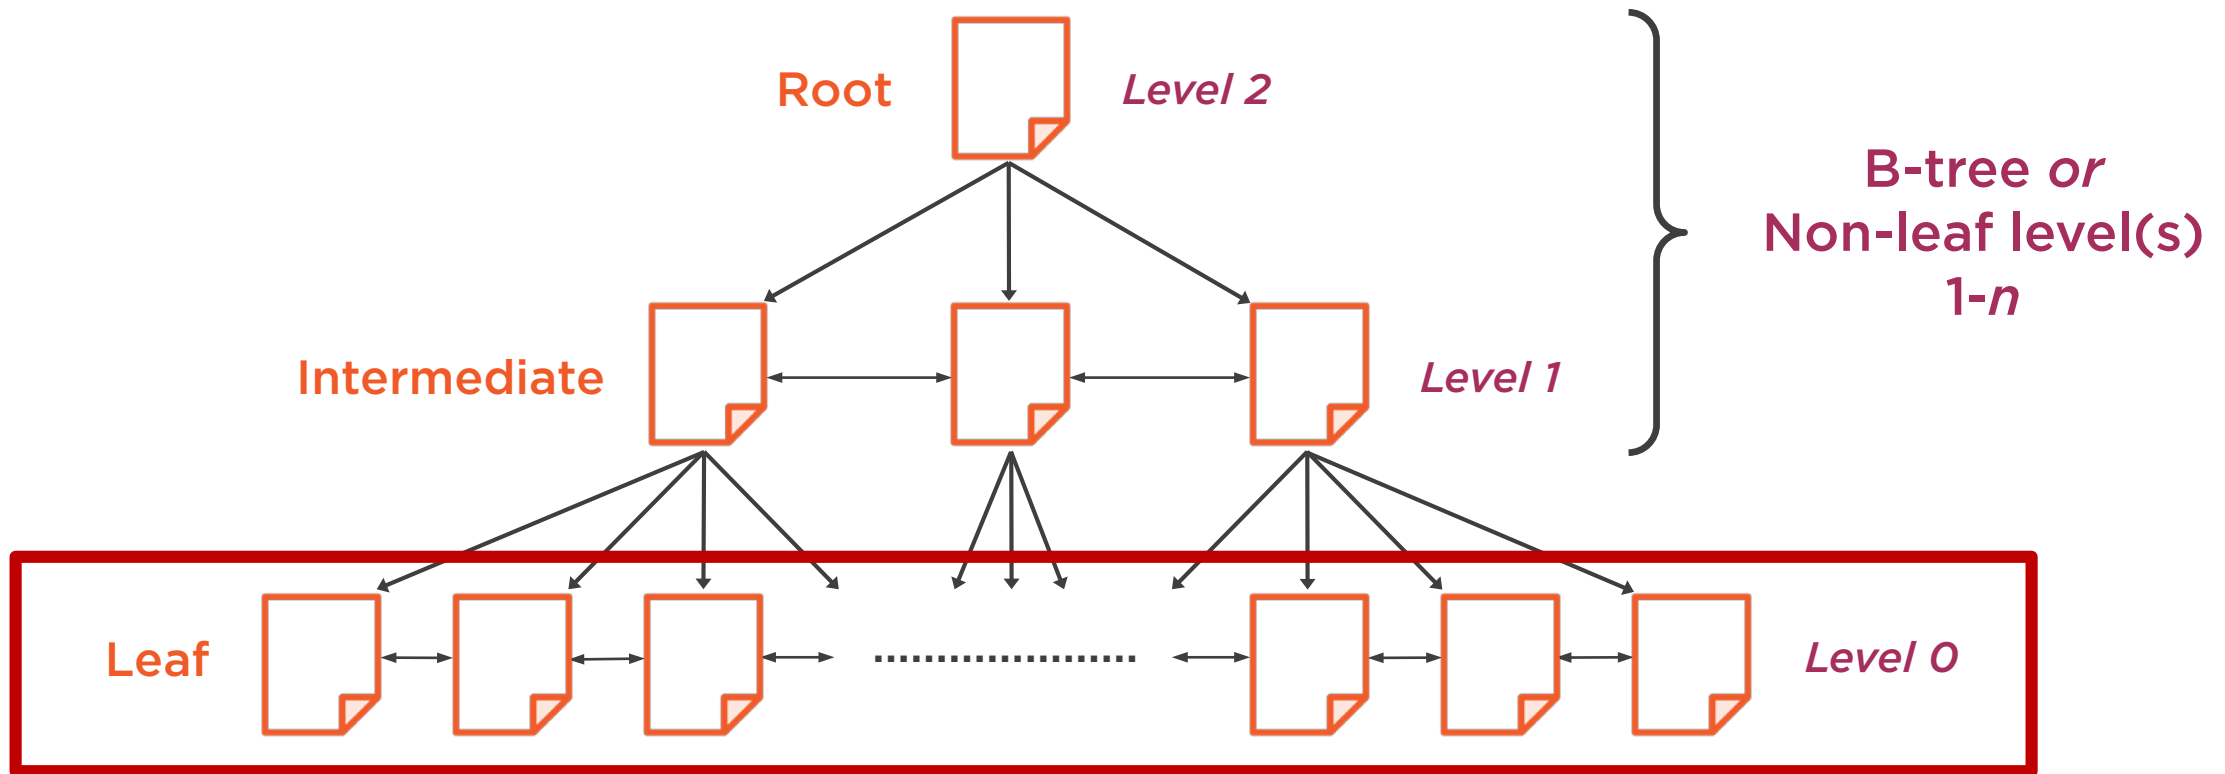 Root
Level 2
B-tree or
Non-leaf level(s)
1-n
Intermediate
Level 1
Leaf
Level 0